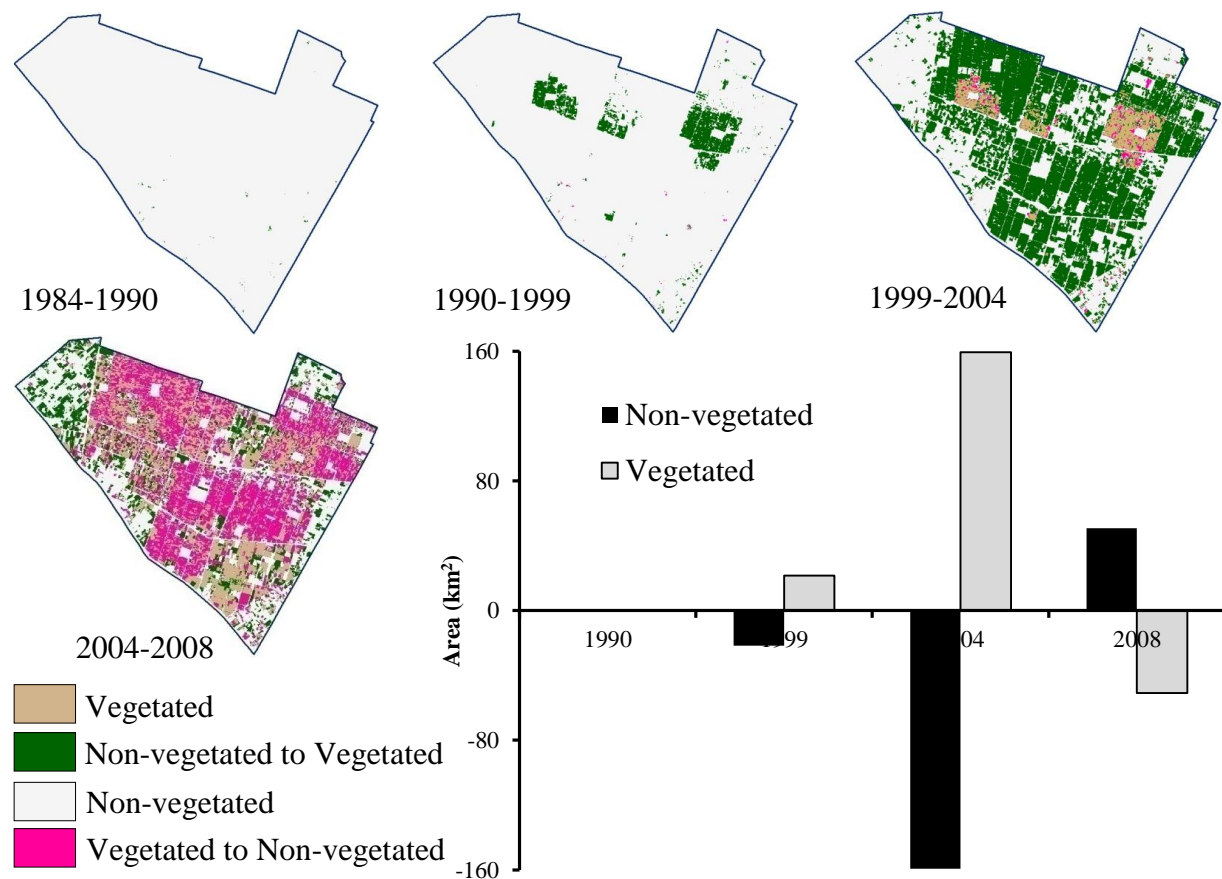 1984-1990
1990-1999
1999-2004
2004-2008
Vegetated
Non-vegetated to Vegetated
Non-vegetated
Vegetated to Non-vegetated
160
80
0
-80
-160
Area (km²)
Non-vegetated
Vegetated
1990
2008